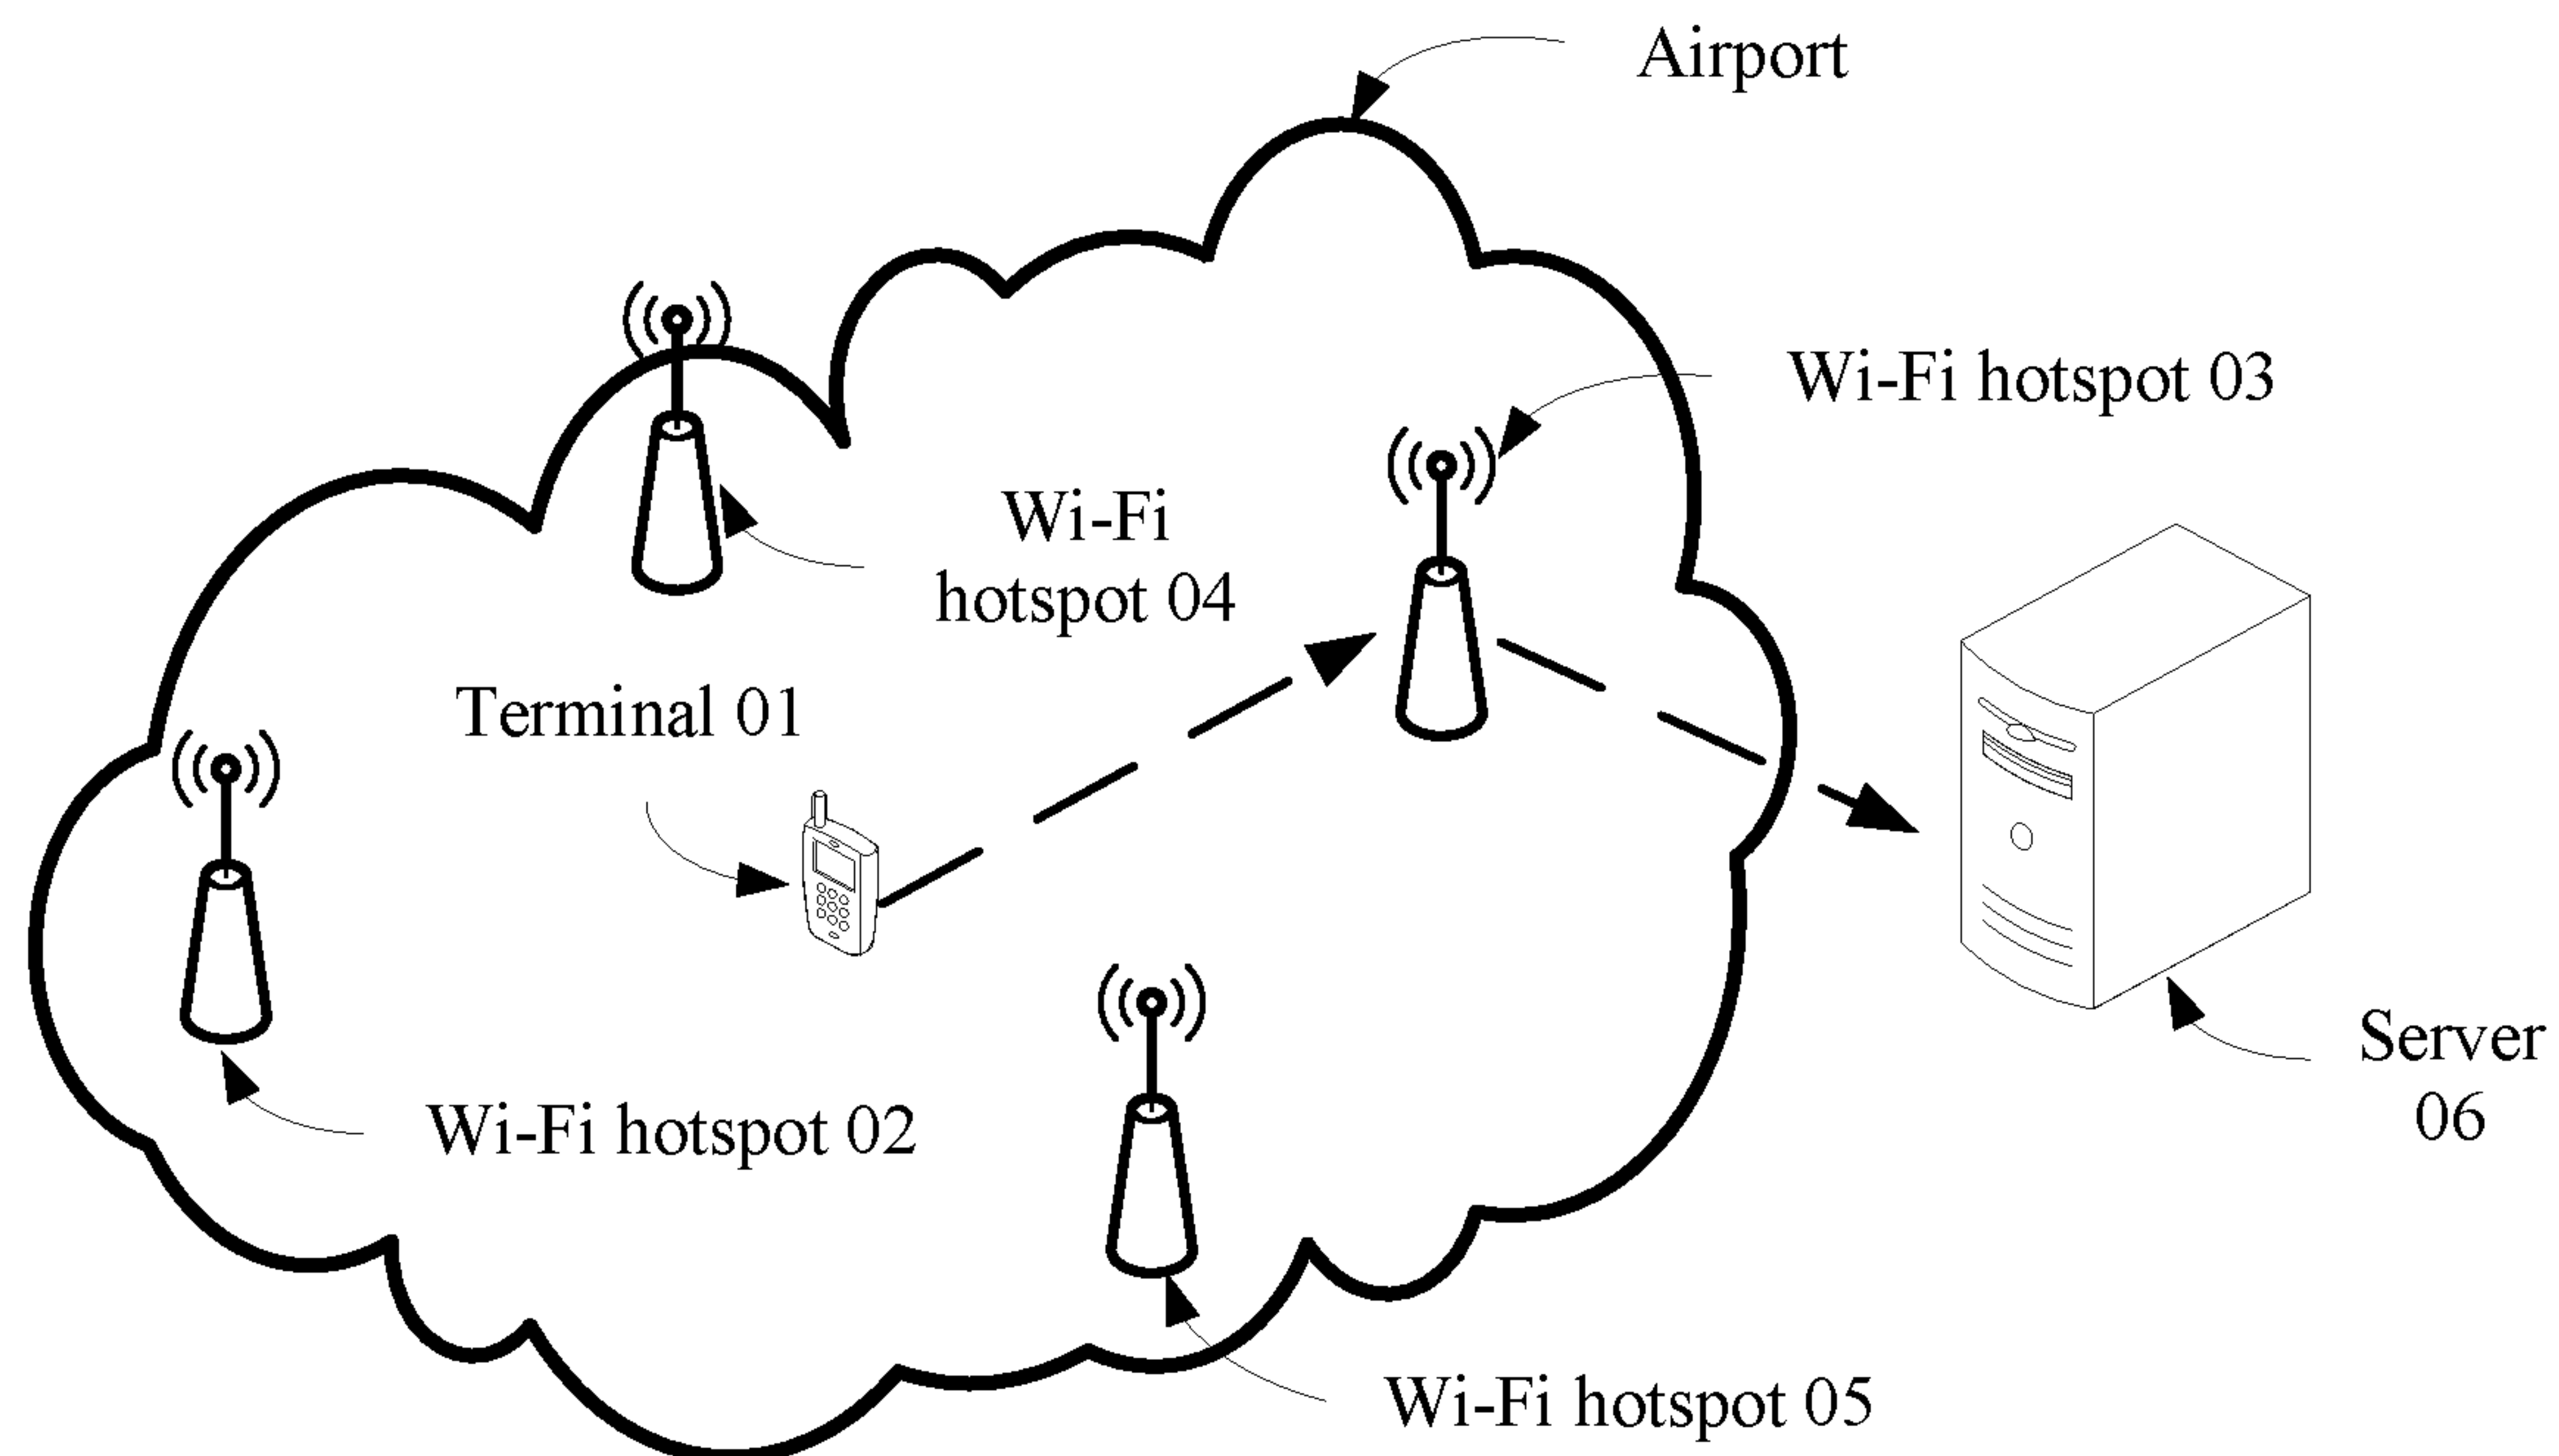 Airport
Wi-Fi hotspot 03
Wi-Fi
hotspot 04
Terminal 01
Server
06
Wi-Fi hotspot 02
Wi-Fi hotspot 05